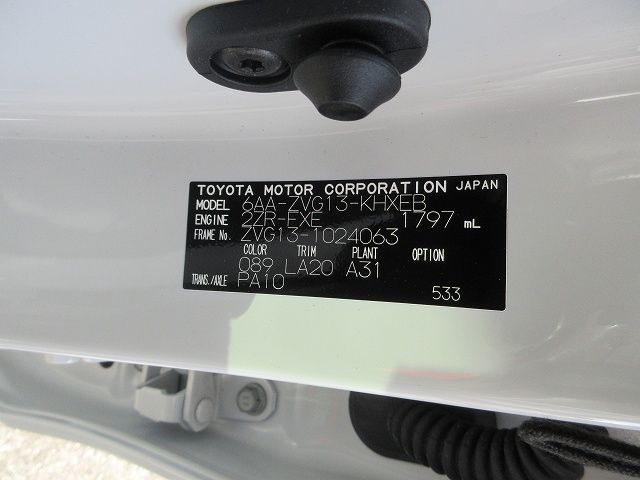 TOYOTA MOTOR CORPORATION JAPAN
MODEL 6AA-ZVG13-KHXEB
ENGINE 2ZR-FXE 1797 mL
FRAME No. ZVG13-1024063
COLOR TRIM PLANT OPTION
089 LA20 A31
TRANS./AXLE PA10
533